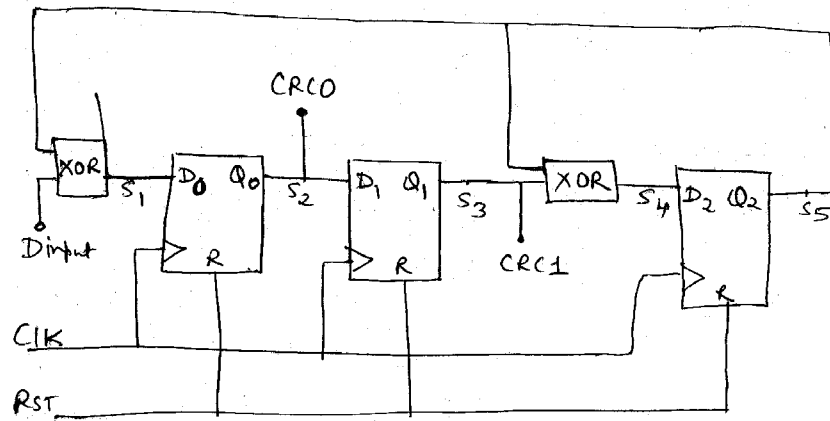 CRC0
XOR
S1
D0 Q0
S2
D1 Q1
S3
XOR
S4
D2 Q2
S5
Dinput
R
R
CRC1
R
ClK
RST